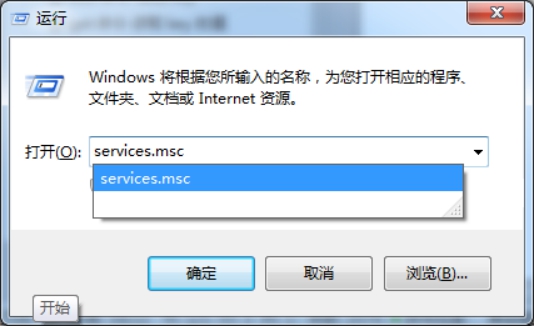 运行
Windows 将根据您所输入的名称，为您打开相应的程序、
文件夹、文档或 Internet 资源。
打开(O): services.msc
services.msc
确定 取消 浏览(B)...
开始